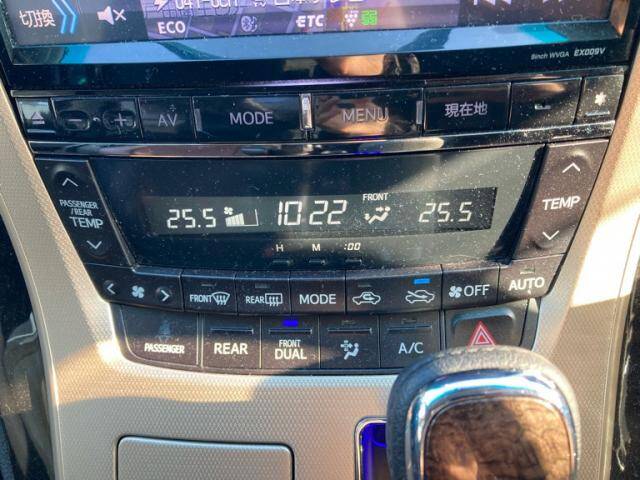 切換
ECO
ETC
8inch WVGA EX009V
AV MODE MENU 現在地
PASSENGER
/REAR
TEMP
25.5 10:22 FRONT 25.5
TEMP
H M :00
FRONT REAR MODE OFF AUTO
PASSENGER REAR FRONT
DUAL A/C